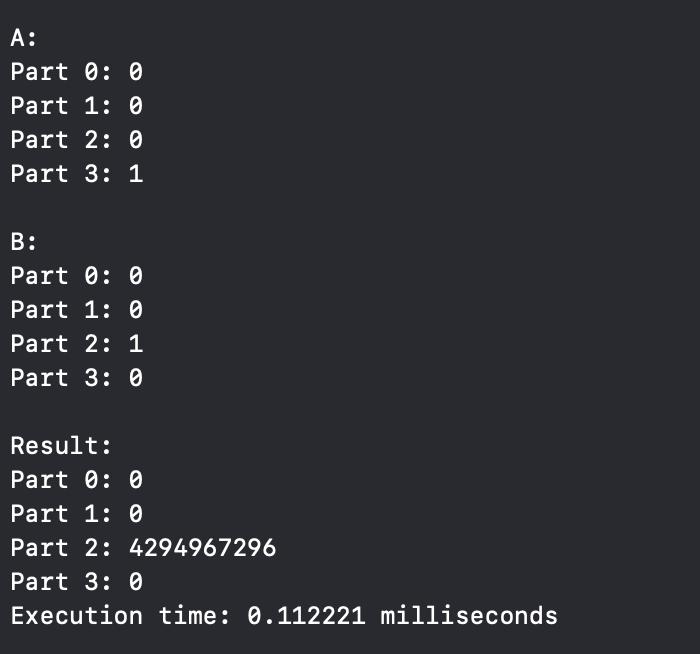 A:
Part 0: 0
Part 1: 0
Part 2: 0
Part 3: 1
B:
Part 0: 0
Part 1: 0
Part 2: 1
Part 3: 0
Result:
Part 0: 0
Part 1: 0
Part 2: 4294967296
Part 3: 0
Execution time: 0.112221 milliseconds